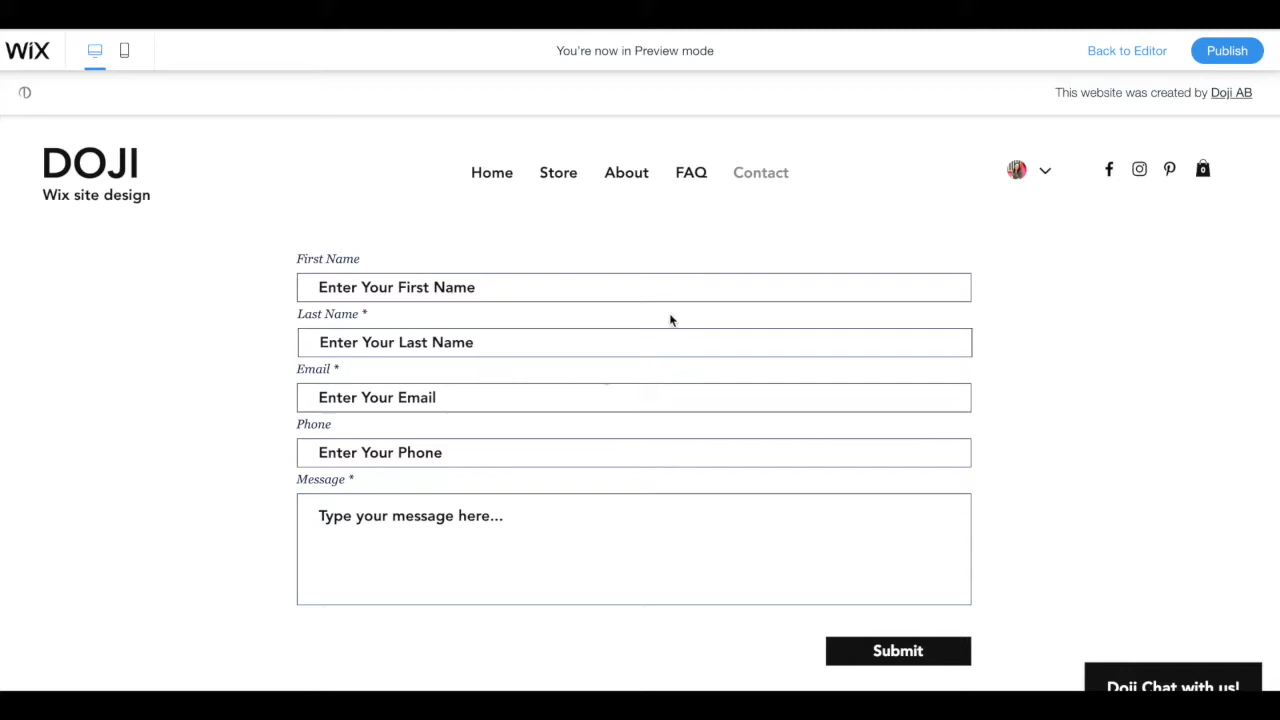 WiX
You're now in Preview mode
Back to Editor
Publish
This website was created by Doji AB
DOJI
Wix site design
Home
Store
About
FAQ
Contact
0
First Name
Enter Your First Name
Last Name *
Enter Your Last Name
Email *
Enter Your Email
Phone
Enter Your Phone
Message *
Type your message here...
Submit
Doji Chat with us!